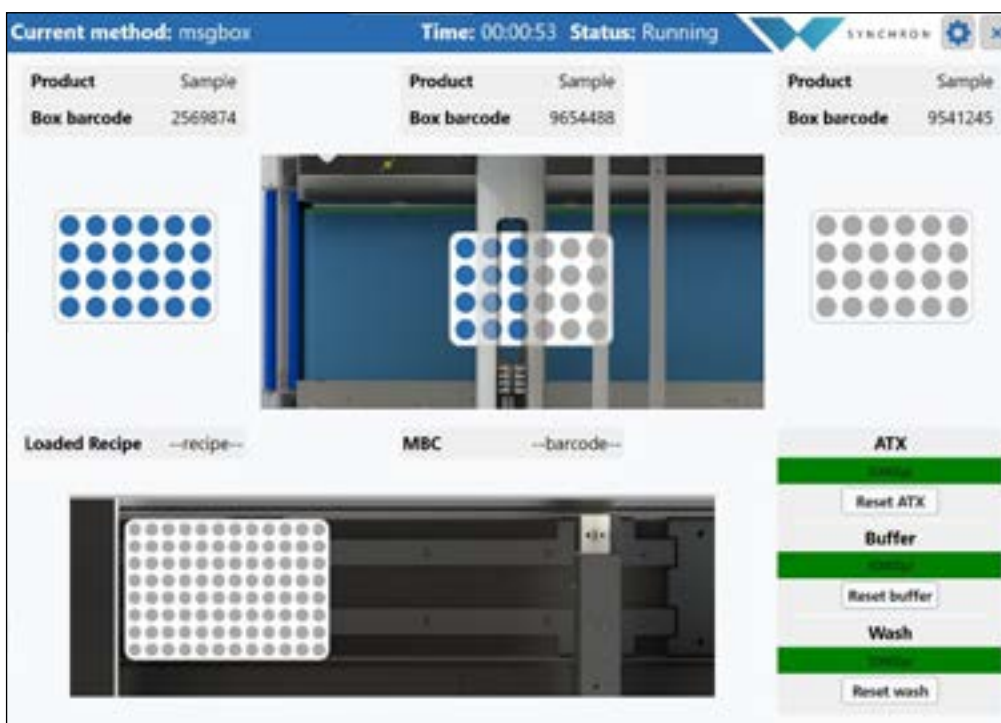 Current method: msgbox Time: 00:00:53 Status: Running SYNCHRON
Product Sample Product Sample Product Sample
Box barcode 2569874 Box barcode 9654488 Box barcode 9541245
Loaded Recipe --recipe-- MBC --barcode-- ATX
Reset ATX
Buffer
Reset buffer
Wash
Reset wash